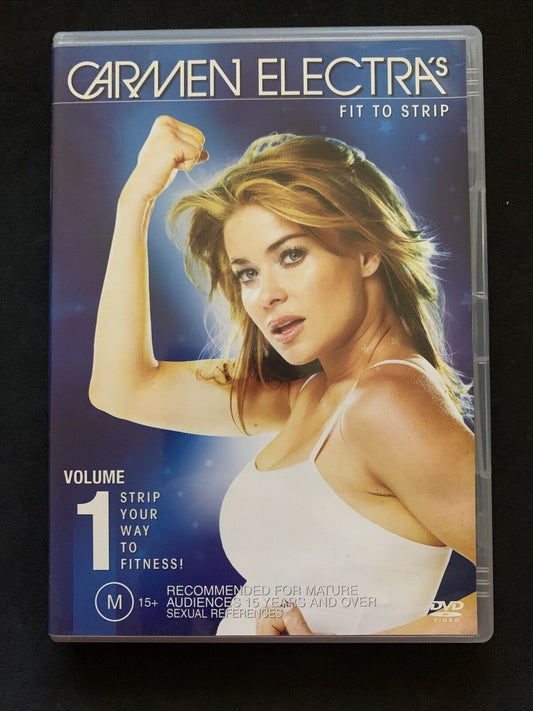 CARMEN ELECTRA's
FIT TO STRIP
VOLUME
1
STRIP
YOUR
WAY
TO
FITNESS!
M 15+
RECOMMENDED FOR MATURE
AUDIENCES 15 YEARS AND OVER
SEXUAL REFERENCES
DVD
VIDEO